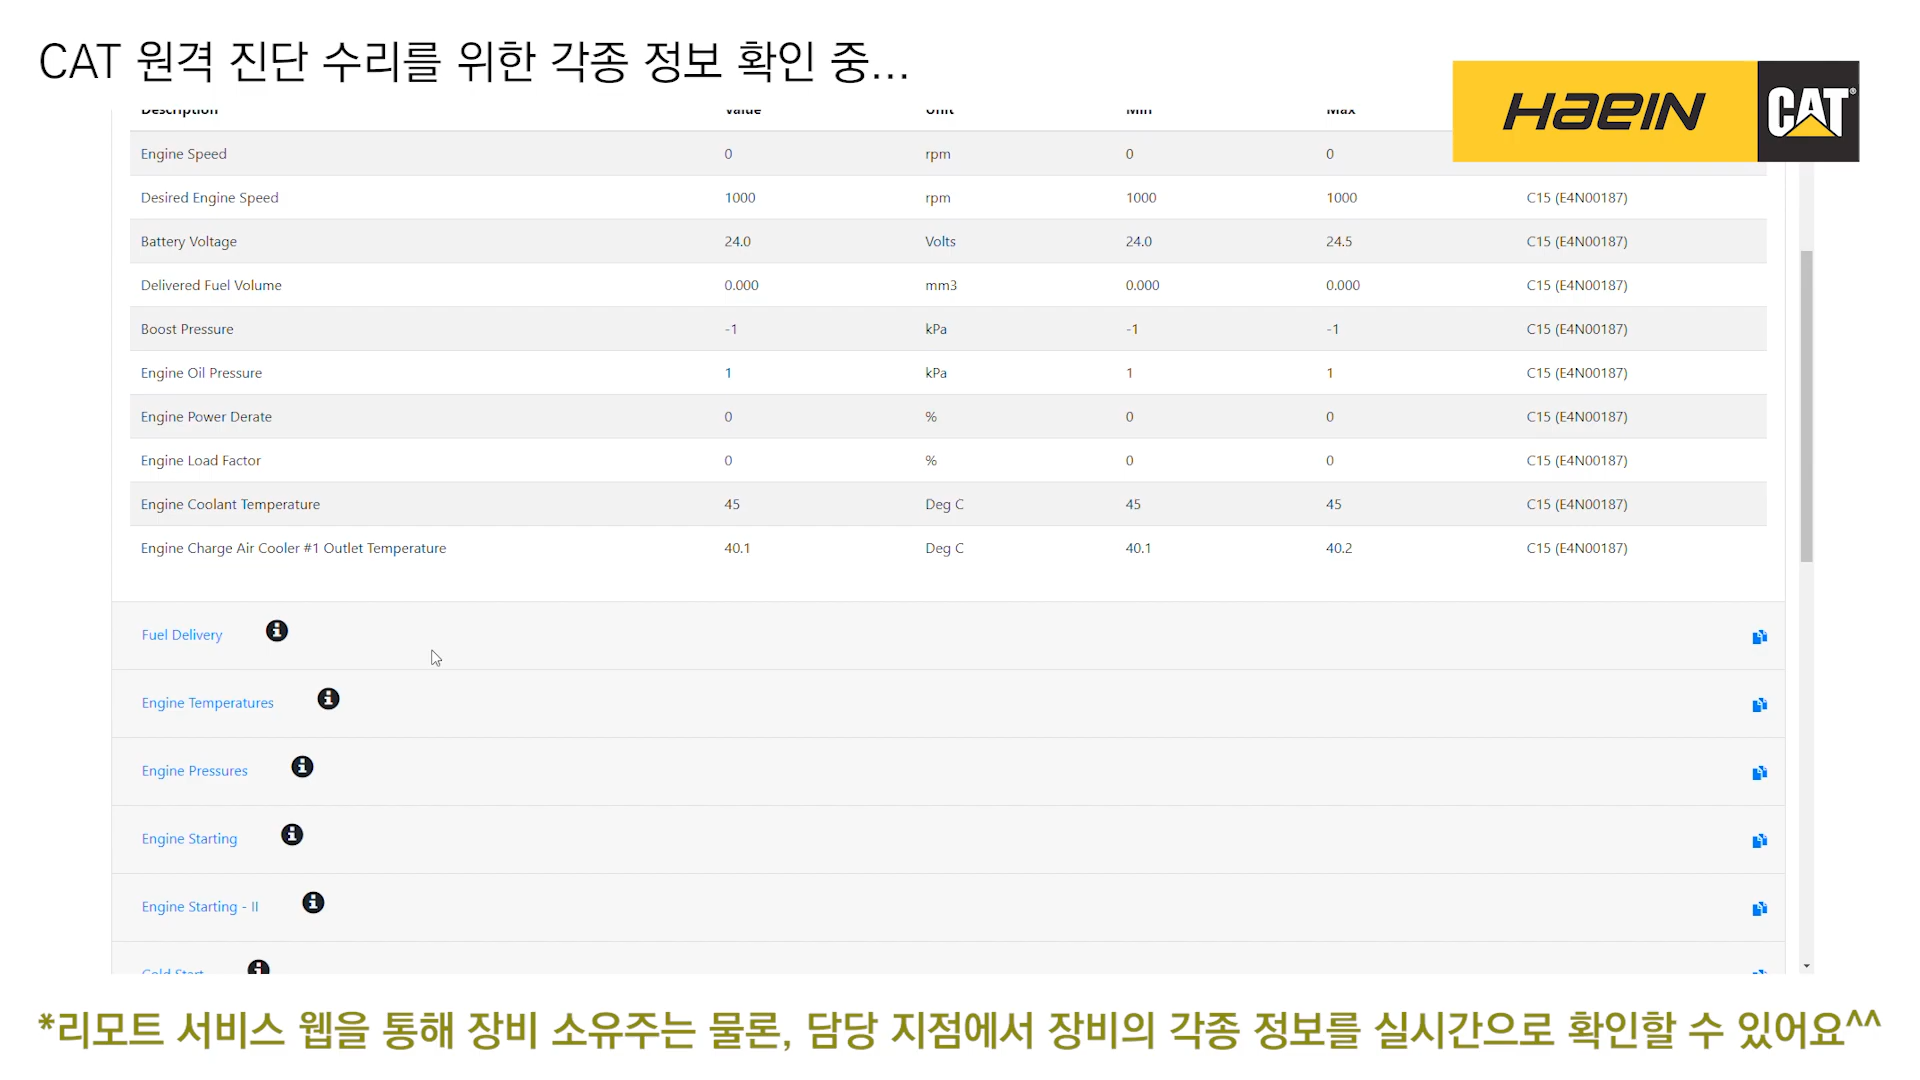 CAT 원격 진단 수리를 위한 각종 정보 확인 중...
HaeIN CAT®
Description Value Unit Min Max
Engine Speed 0 rpm 0 0
Desired Engine Speed 1000 rpm 1000 1000 C15 (E4N00187)
Battery Voltage 24.0 Volts 24.0 24.5 C15 (E4N00187)
Delivered Fuel Volume 0.000 mm3 0.000 0.000 C15 (E4N00187)
Boost Pressure -1 kPa -1 -1 C15 (E4N00187)
Engine Oil Pressure 1 kPa 1 1 C15 (E4N00187)
Engine Power Derate 0 % 0 0 C15 (E4N00187)
Engine Load Factor 0 % 0 0 C15 (E4N00187)
Engine Coolant Temperature 45 Deg C 45 45 C15 (E4N00187)
Engine Charge Air Cooler #1 Outlet Temperature 40.1 Deg C 40.1 40.2 C15 (E4N00187)
Fuel Delivery
Engine Temperatures
Engine Pressures
Engine Starting
Engine Starting - II
Cold Start
*리모트 서비스 웹을 통해 장비 소유주는 물론, 담당 지점에서 장비의 각종 정보를 실시간으로 확인할 수 있어요^^